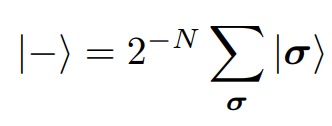 |−⟩ = 2^{−N} ∑_{𝝈} |𝝈⟩